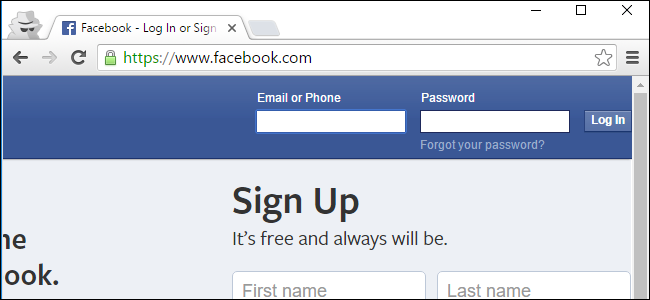 Facebook - Log In or Sign
https://www.facebook.com
Email or Phone Password
Log In
Forgot your password?
Sign Up
It's free and always will be.
ne
ook.
First name Last name